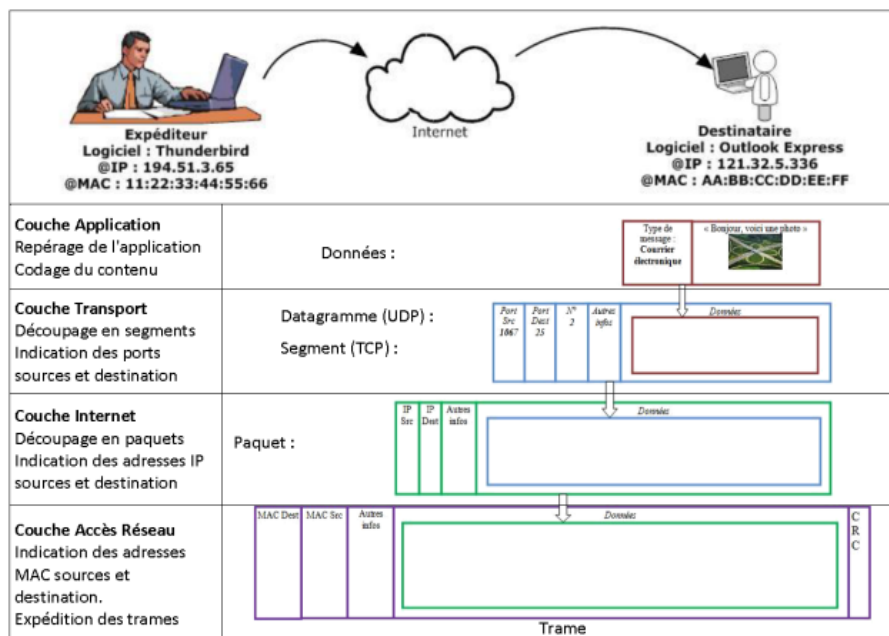 Expéditeur
Logiciel : Thunderbird
@IP : 194.51.3.65
@MAC : 11:22:33:44:55:66
Internet
Destinataire
Logiciel : Outlook Express
@IP : 121.32.5.336
@MAC : AA:BB:CC:DD:EE:FF
Couche Application
Repérage de l'application
Codage du contenu
Données :
Type de
message :
Courrier
électronique
« Bonjour, voici une photo »
Couche Transport
Découpage en segments
Indication des ports
sources et destination
Datagramme (UDP) :
Segment (TCP) :
Port
Src
1067
Port
Dest
25
N°
2
Autres
infos
Données
Couche Internet
Découpage en paquets
Indication des adresses IP
sources et destination
Paquet :
IP
Src
IP
Dest
Autres
infos
Données
Couche Accès Réseau
Indication des adresses
MAC sources et
destination.
Expédition des trames
MAC Dest
MAC Src
Autres
infos
Données
C
R
C
Trame